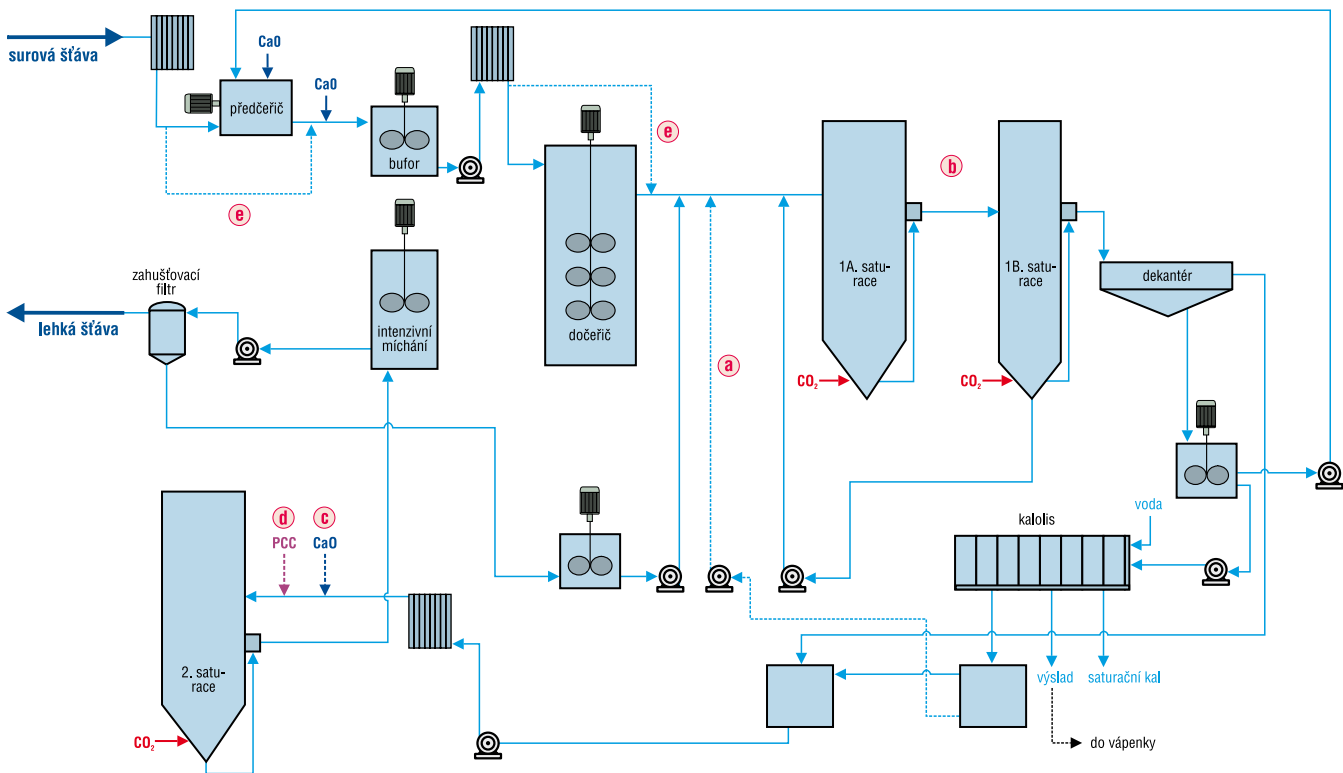 surová šťáva
CaO
předčeřič
CaO
bufor
e
e
b
dočeřič
1A. satu-
race
1B. satu-
race
dekantér
zahušťovací
filtr
lehká šťáva
intenzivní
míchání
a
CO₂
CO₂
d
c
PCC
CaO
voda
kalolis
2. satu-
race
CO₂
výslad
saturační kal
do vápenky